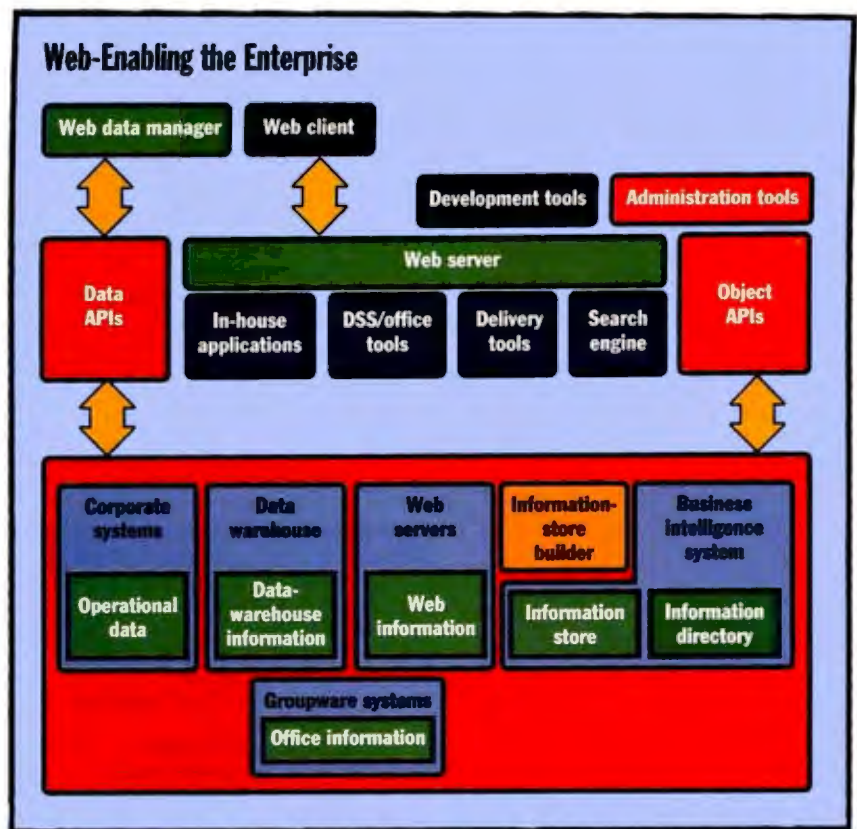 Web-Enabling the Enterprise
Web data manager
Web client
Development tools
Administration tools
Data
APIs
Web server
Object
APIs
In-house
applications
DSS/office
tools
Delivery
tools
Search
engine
Corporate
systems
Operational
data
Data
warehouse
Data-
warehouse
information
Web
servers
Web
information
Information-
store
builder
Business
intelligence
system
Information
store
Information
directory
Groupware systems
Office information